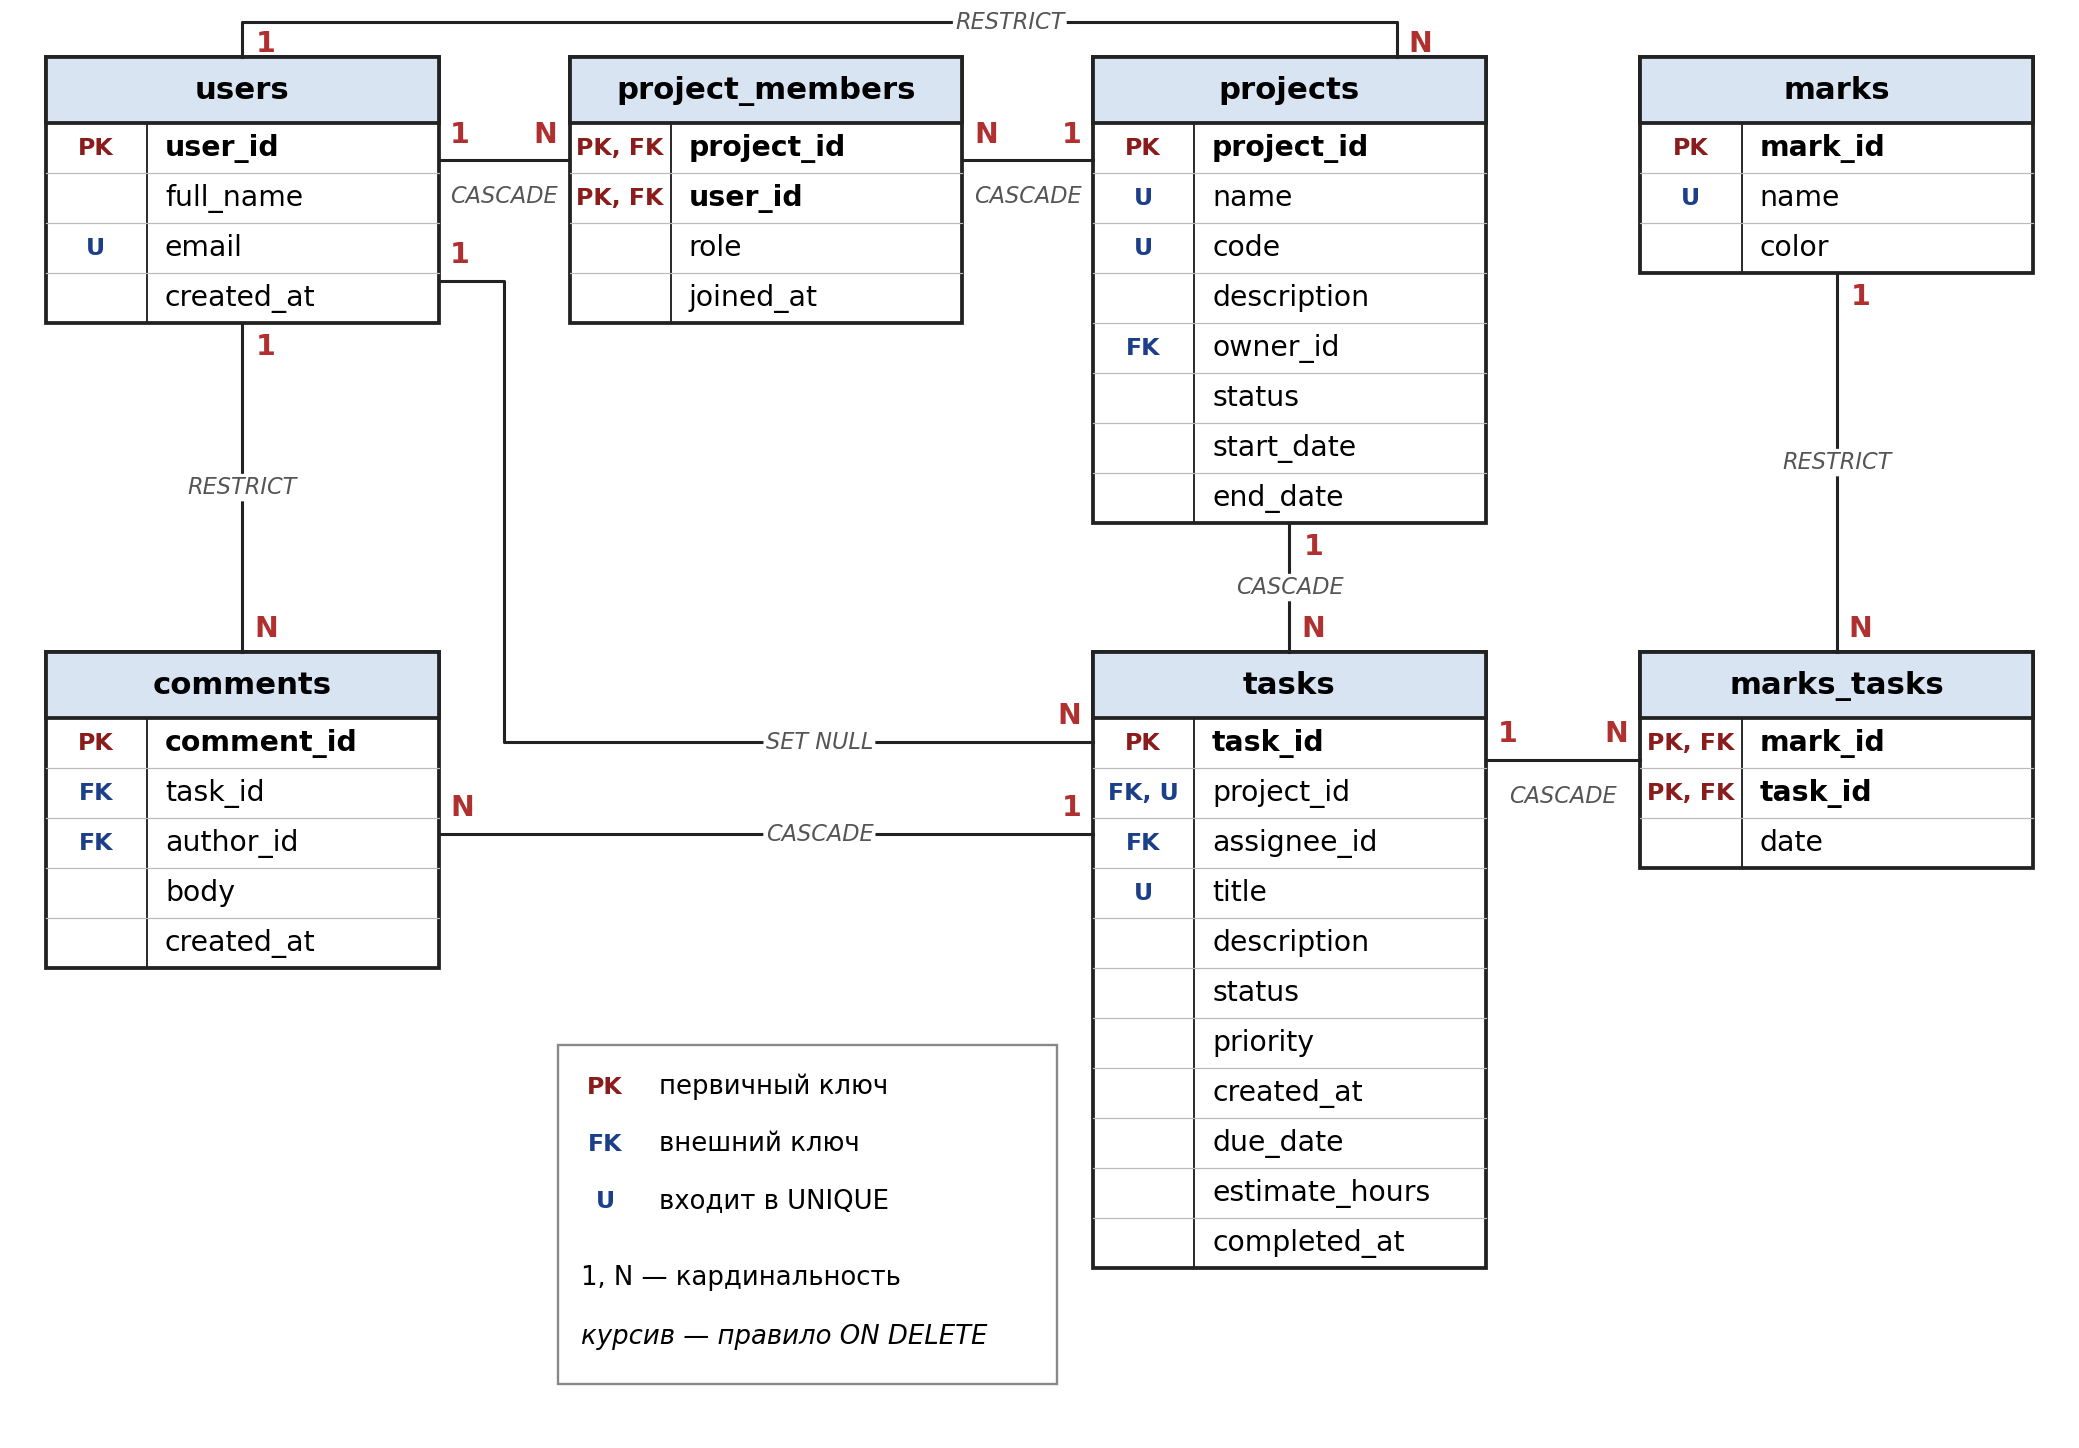 RESTRICT
1
N
users
PK user_id
full_name
U email
created_at
1 N
CASCADE
1
project_members
PK, FK project_id
PK, FK user_id
role
joined_at
N 1
CASCADE
projects
PK project_id
U name
U code
description
FK owner_id
status
start_date
end_date
marks
PK mark_id
U name
color
1
RESTRICT
N
1
CASCADE
N
1
RESTRICT
N
comments
PK comment_id
FK task_id
FK author_id
body
created_at
SET NULL
N
N
CASCADE
1
tasks
PK task_id
FK, U project_id
FK assignee_id
U title
description
status
priority
created_at
due_date
estimate_hours
completed_at
1 N
CASCADE
marks_tasks
PK, FK mark_id
PK, FK task_id
date
PK первичный ключ
FK внешний ключ
U входит в UNIQUE
1, N — кардинальность
курсив — правило ON DELETE